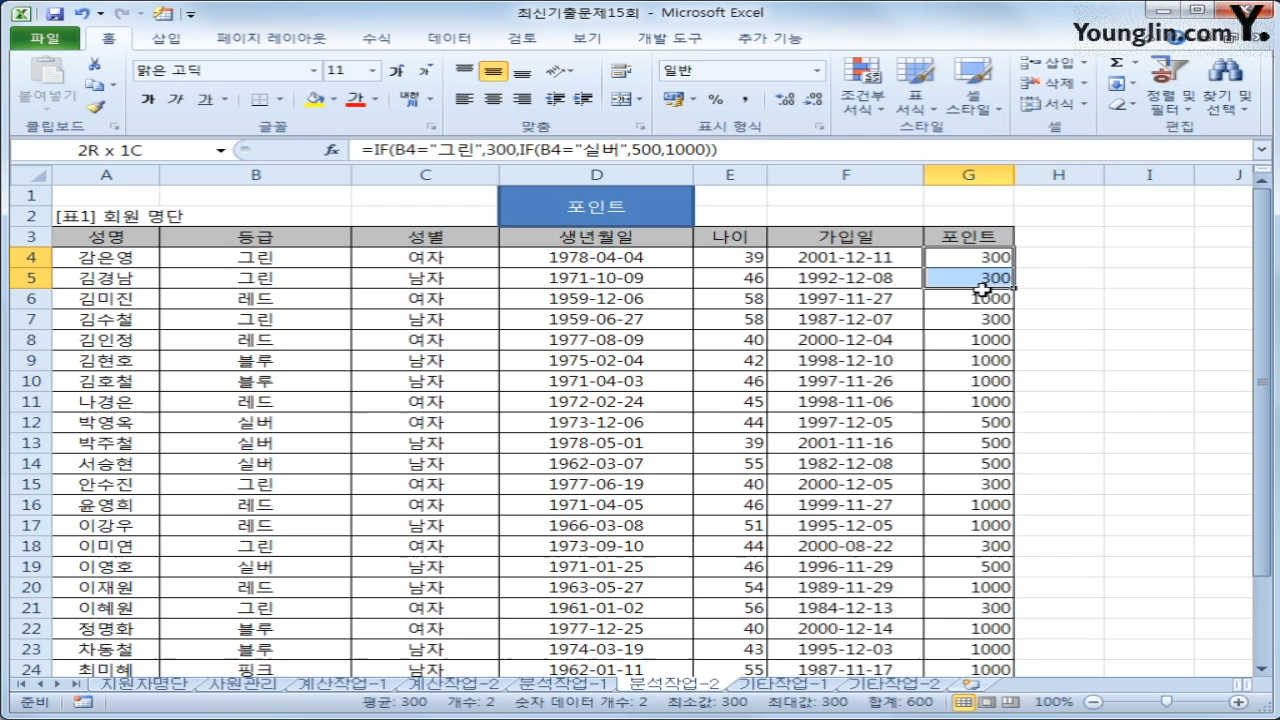 최신기출문제15회 - Microsoft Excel
Younglin.com Y.
파일 홈 삽입 페이지 레이아웃 수식 데이터 검토 보기 개발 도구 추가 기능
붙여넣기 맑은 고딕 11 가 가 일반 조건부 서식 표 서식 셀 스타일 삽입 삭제 서식 Σ 정렬 및 필터 찾기 및 선택
가 가 가 가 % ,
클립보드 글꼴 맞춤 표시 형식 스타일 셀 편집
2R x 1C fx =IF(B4="그린",300,IF(B4="실버",500,1000))
A B C D E F G H I J
1 포인트
2 [표1] 회원 명단
3 성명 등급 성별 생년월일 나이 가입일 포인트
4 감은영 그린 여자 1978-04-04 39 2001-12-11 300
5 김경남 그린 남자 1971-10-09 46 1992-12-08 300
6 김미진 레드 여자 1959-12-06 58 1997-11-27 1000
7 김수철 그린 남자 1959-06-27 58 1987-12-07 300
8 김인정 레드 여자 1977-08-09 40 2000-12-04 1000
9 김현호 블루 남자 1975-02-04 42 1998-12-10 1000
10 김호철 블루 남자 1971-04-03 46 1997-11-26 1000
11 나경은 레드 여자 1972-02-24 45 1998-11-06 1000
12 박영옥 실버 여자 1973-12-06 44 1997-12-05 500
13 박주철 실버 남자 1978-05-01 39 2001-11-16 500
14 서승현 실버 남자 1962-03-07 55 1982-12-08 500
15 안수진 그린 여자 1977-06-19 40 2000-12-05 300
16 윤영희 레드 여자 1971-04-05 46 1999-11-27 1000
17 이강우 레드 남자 1966-03-08 51 1995-12-05 1000
18 이미연 그린 여자 1973-09-10 44 2000-08-22 300
19 이영호 실버 남자 1971-01-25 46 1996-11-29 500
20 이재원 레드 남자 1963-05-27 54 1989-11-29 1000
21 이혜원 그린 여자 1961-01-02 56 1984-12-13 300
22 정명화 블루 여자 1977-12-25 40 2000-12-14 1000
23 차동철 블루 남자 1974-03-19 43 1995-12-03 1000
24 최미혜 핑크 남자 1962-01-11 55 1987-11-17 1000
지원자명단 사원관리 계산작업-1 계산작업-2 분석작업-1 분석작업-2 기타작업-1 기타작업-2
준비 평균: 300 개수: 2 숫자 데이터 개수: 2 최소값: 300 최대값: 300 합계: 600 100%